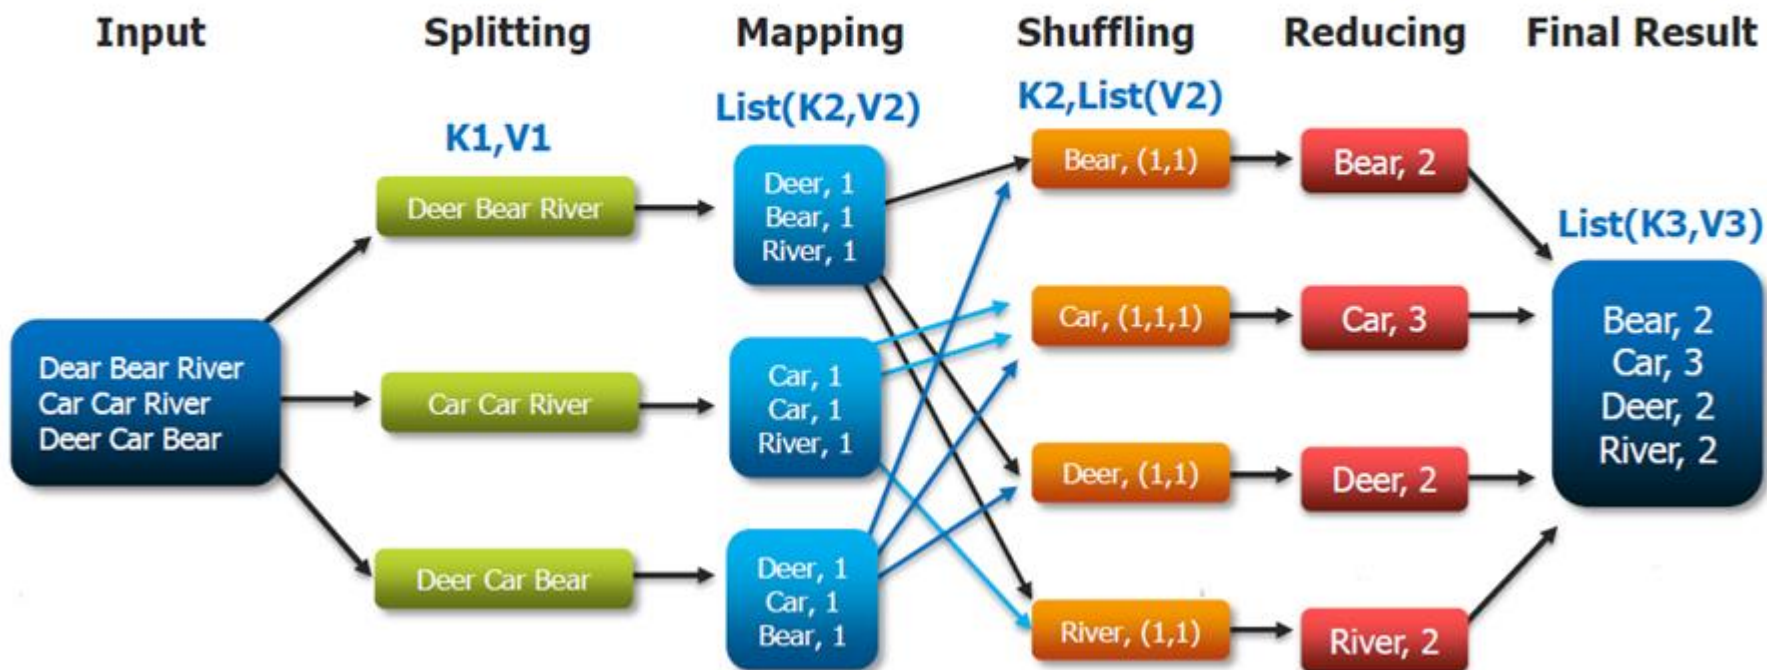 Input
Splitting
Mapping
Shuffling
Reducing
Final Result
K1,V1
List(K2,V2)
K2,List(V2)
List(K3,V3)
Dear Bear River
Car Car River
Deer Car Bear
Deer Bear River
Car Car River
Deer Car Bear
Deer, 1
Bear, 1
River, 1
Car, 1
Car, 1
River, 1
Deer, 1
Car, 1
Bear, 1
Bear, (1,1)
Car, (1,1,1)
Deer, (1,1)
River, (1,1)
Bear, 2
Car, 3
Deer, 2
River, 2
Bear, 2
Car, 3
Deer, 2
River, 2